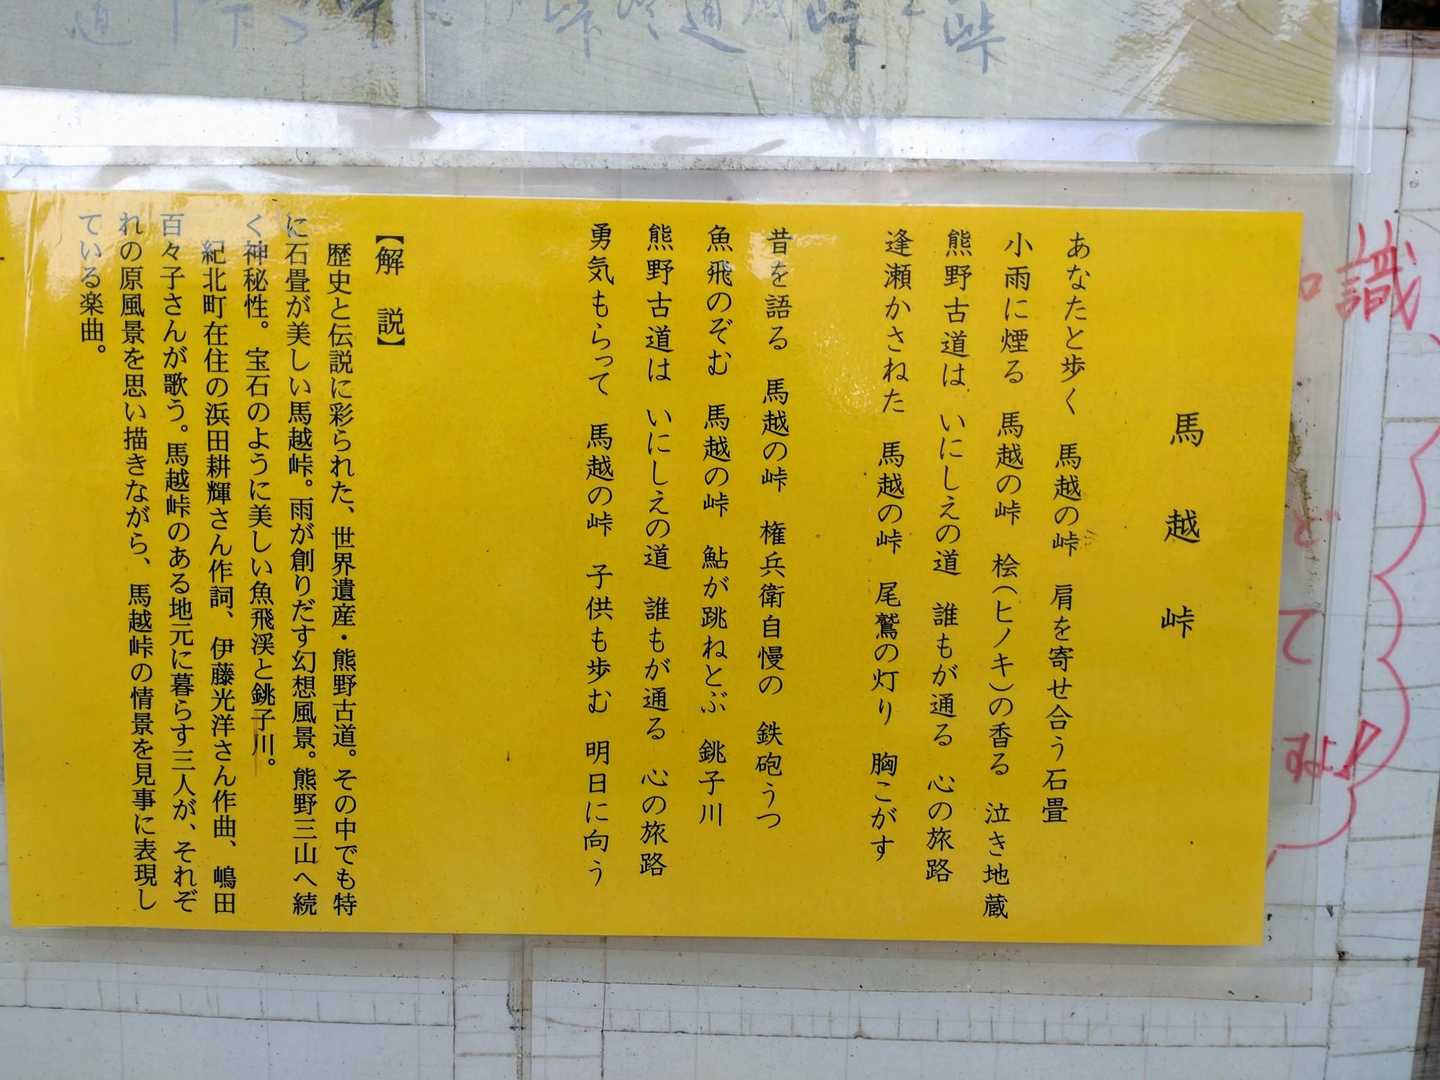 馬越峠
あなたと歩く　馬越の峠　肩を寄せ合う石畳
小雨に煙る　馬越の峠　桧(ヒノキ)の香る　泣き地蔵
熊野古道は　いにしえの道　誰もが通る　心の旅路
逢瀬かさねた　馬越の峠　尾鷲の灯り　胸こがす
昔を語る　馬越の峠　権兵衛自慢の　鉄砲うつ
魚飛のぞむ　馬越の峠　鮎が跳ねとぶ　銚子川
熊野古道は　いにしえの道　誰もが通る　心の旅路
勇気もらって　馬越の峠　子供も歩む　明日に向う
【解　説】
歴史と伝説に彩られた、世界遺産・熊野古道。その中でも特
に石畳が美しい馬越峠。雨が創りだす幻想風景。熊野三山へ続
く神秘性。宝石のように美しい魚飛渓と銚子川。
紀北町在住の浜田耕輝さん作詞、伊藤光洋さん作曲、嶋田
百々子さんが歌う。馬越峠のある地元に暮らす三人が、それぞ
れの原風景を思い描きながら、馬越峠の情景を見事に表現し
ている楽曲。